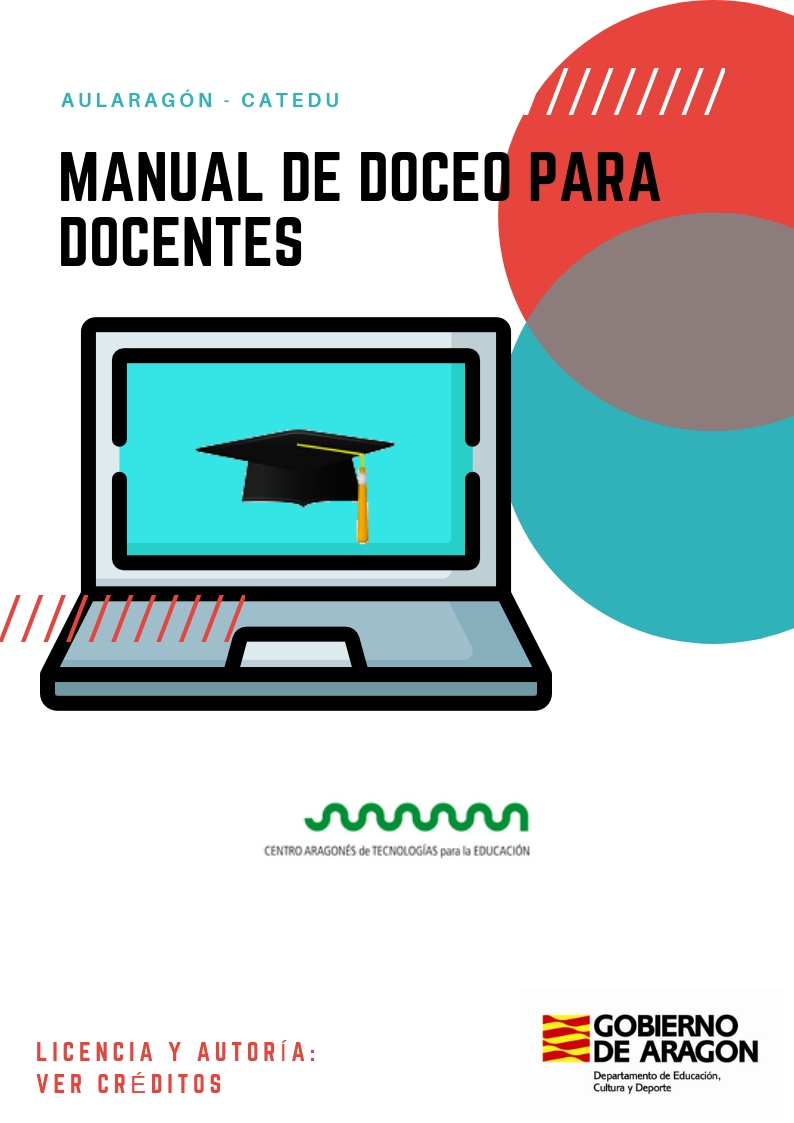 AULARAGÓN - CATEDU
MANUAL DE DOCEO PARA
DOCENTES
CENTRO ARAGONÉS de TECNOLOGÍAS para la EDUCACIÓN
LICENCIA Y AUTORÍA:
VER CRÉDITOS
GOBIERNO
DE ARAGON
Departamento de Educación,
Cultura y Deporte